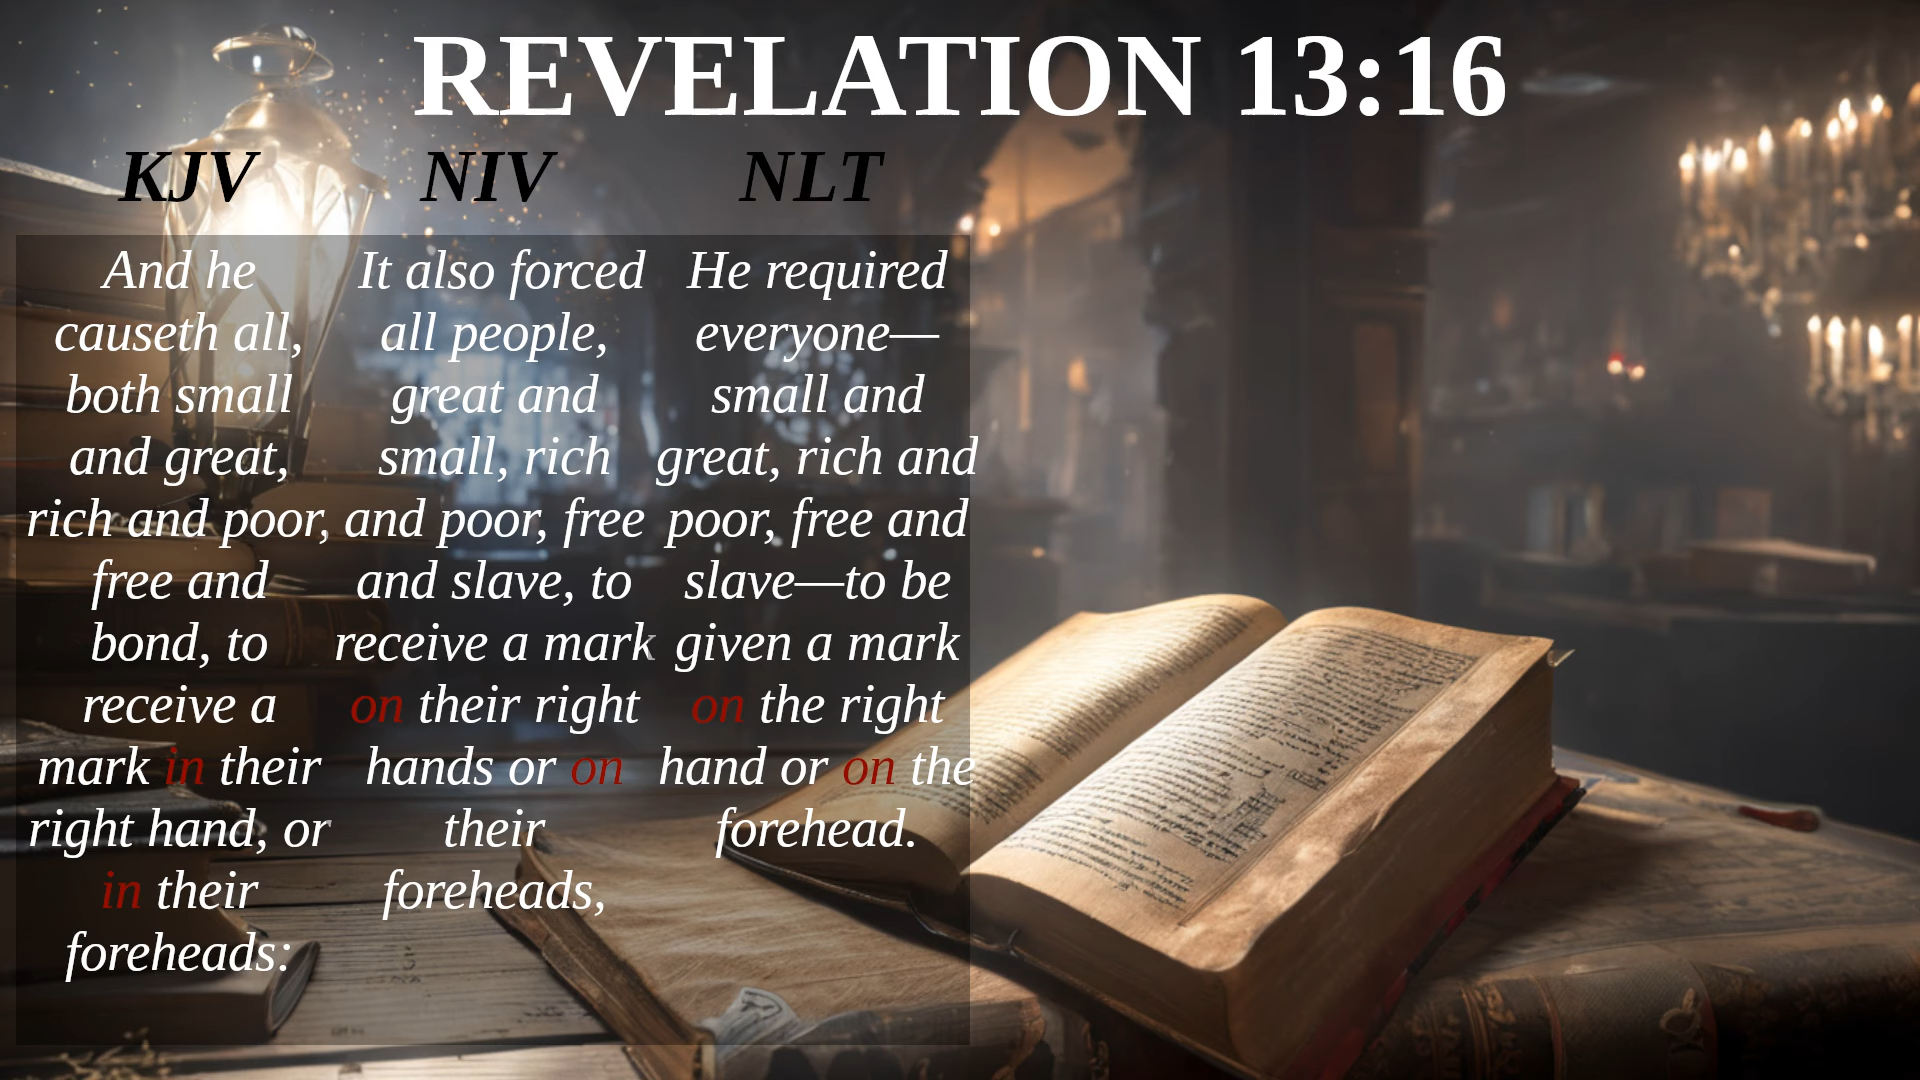 REVELATION 13:16
KJV
And he
causeth all,
both small
and great,
rich and poor,
free and
bond, to
receive a
mark in their
right hand, or
in their
foreheads:
NIV
It also forced
all people,
great and
small, rich
and poor, free
and slave, to
receive a mark
on their right
hands or on
their
foreheads,
NLT
He required
everyone—
small and
great, rich and
poor, free and
slave—to be
given a mark
on the right
hand or on the
forehead.